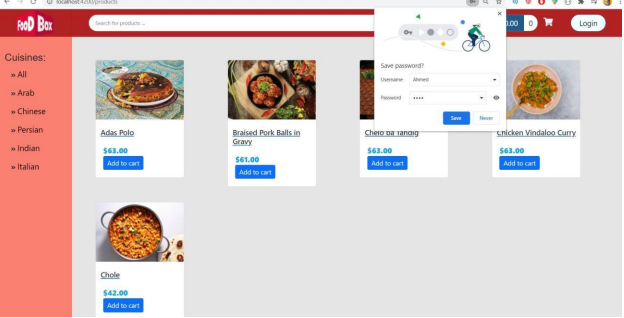 localhost:4200/products
FooD Box
Search for products ...
0.00 0
Login
Save password?
Username Ahmed
Password ••••
Save Never
Cuisines:
» All
» Arab
» Chinese
» Persian
» Indian
» Italian
Adas Polo
$63.00
Add to cart
Braised Pork Balls in
Gravy
$61.00
Add to cart
Chelo ba Tahdig
$63.00
Add to cart
Chicken Vindaloo Curry
$63.00
Add to cart
Chole
$42.00
Add to cart